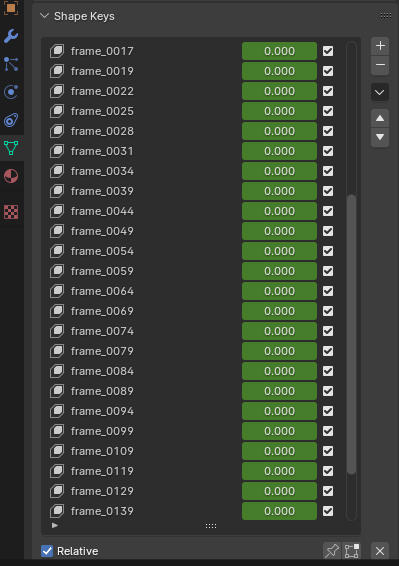 Shape Keys
frame_0017 0.000
frame_0019 0.000
frame_0022 0.000
frame_0025 0.000
frame_0028 0.000
frame_0031 0.000
frame_0034 0.000
frame_0039 0.000
frame_0044 0.000
frame_0049 0.000
frame_0054 0.000
frame_0059 0.000
frame_0064 0.000
frame_0069 0.000
frame_0074 0.000
frame_0079 0.000
frame_0084 0.000
frame_0089 0.000
frame_0094 0.000
frame_0099 0.000
frame_0109 0.000
frame_0119 0.000
frame_0129 0.000
frame_0139 0.000
Relative